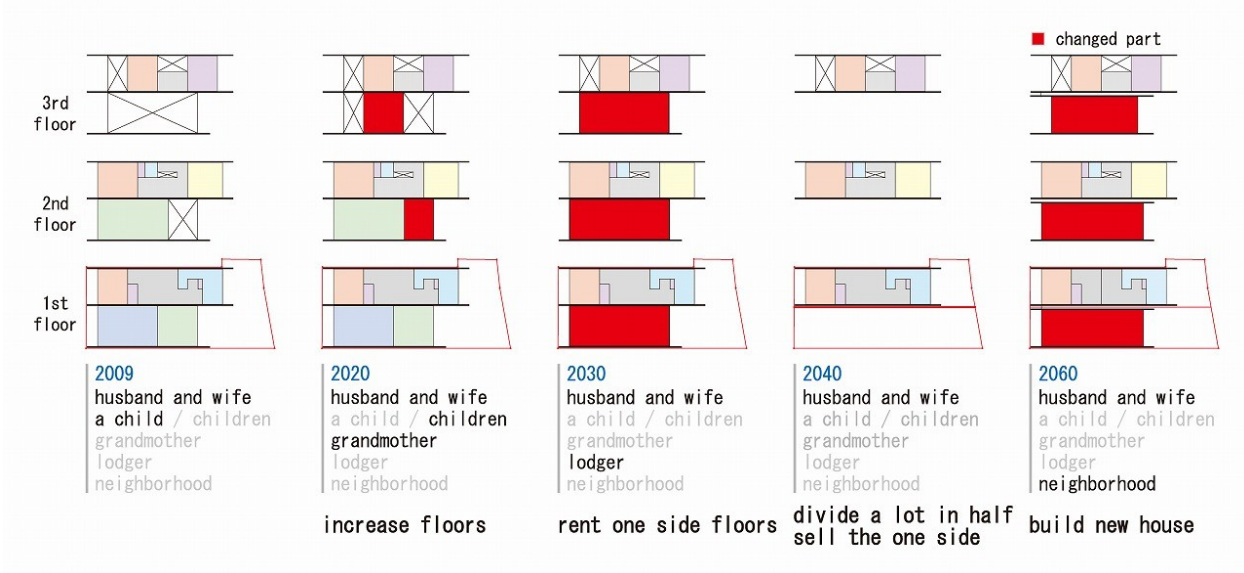 changed part
3rd
floor
2nd
floor
1st
floor
2009
husband and wife
a child / children
grandmother
lodger
neighborhood
2020
husband and wife
a child / children
grandmother
lodger
neighborhood
increase floors
2030
husband and wife
a child / children
grandmother
lodger
neighborhood
rent one side floors
2040
husband and wife
a child / children
grandmother
lodger
neighborhood
divide a lot in half
sell the one side
2060
husband and wife
a child / children
grandmother
lodger
neighborhood
build new house